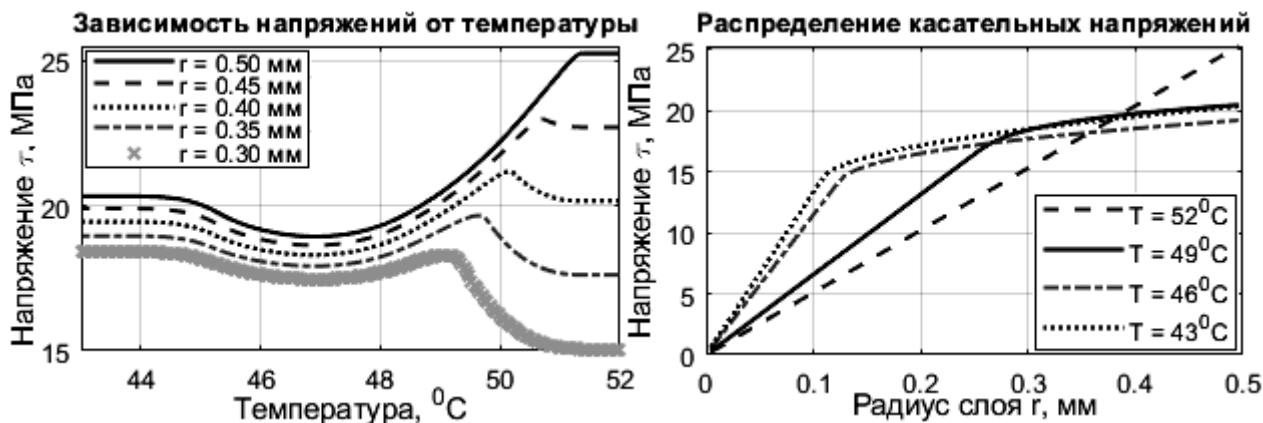 Зависимость напряжений от температуры
25
20
15
Напряжение τ, МПа
r = 0.50 мм
r = 0.45 мм
r = 0.40 мм
r = 0.35 мм
r = 0.30 мм
44 46 48 50 52
Температура, ⁰C
Распределение касательных напряжений
25
20
15
10
5
0
Напряжение τ, МПа
T = 52⁰C
T = 49⁰C
T = 46⁰C
T = 43⁰C
0 0.1 0.2 0.3 0.4 0.5
Радиус слоя r, мм